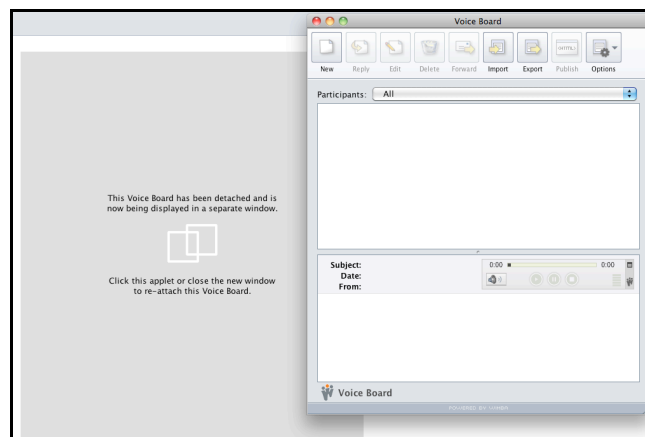 Voice Board
New Reply Edit Delete Forward Import Export Publish Options
Participants: All
This Voice Board has been detached and is
now being displayed in a separate window.
Click this applet or close the new window
to re-attach this Voice Board.
Subject:
0:00 0:00
Date:
From:
Voice Board